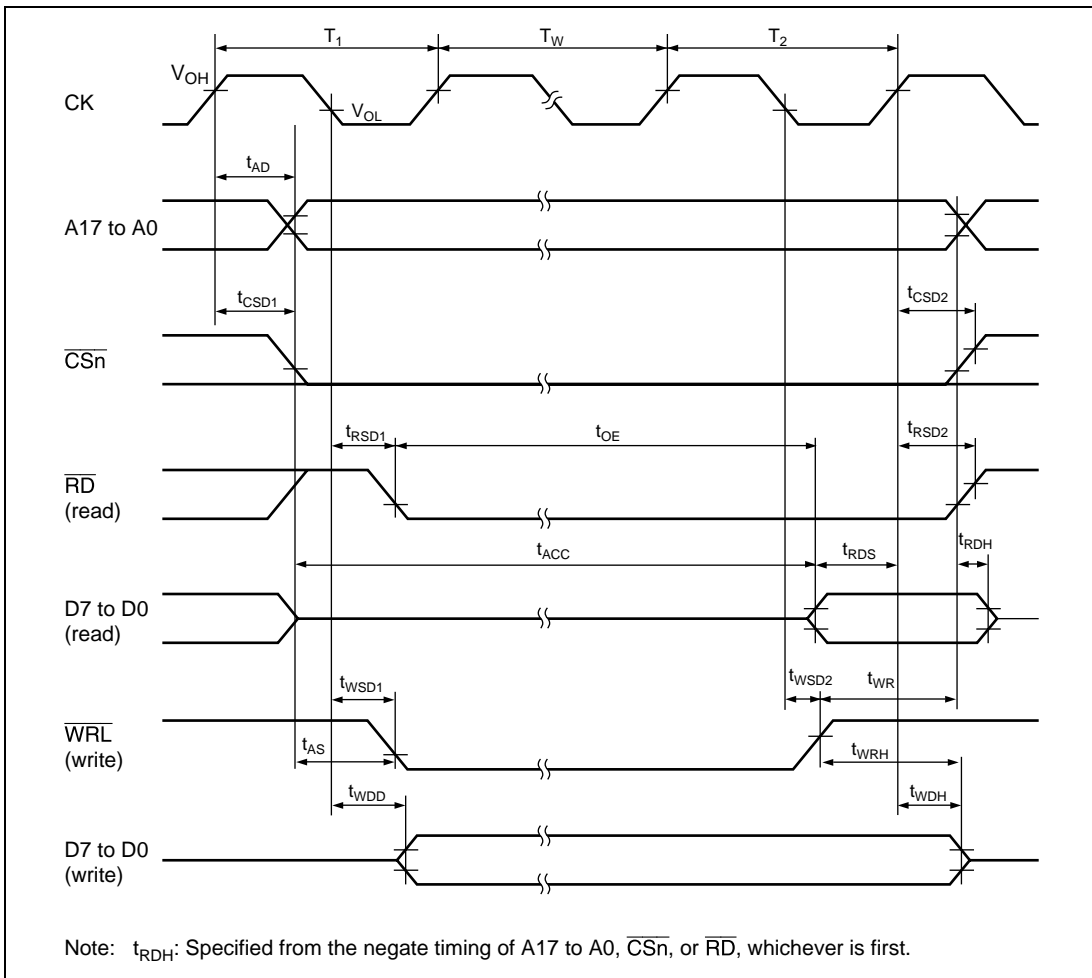 T1 TW T2
VOH
CK
VOL
tAD
A17 to A0
tCSD1 tCSD2
CSn
tRSD1 tOE tRSD2
RD
(read)
tACC tRDS tRDH
D7 to D0
(read)
tWSD1 tWSD2 tWR
WRL
(write)
tAS tWRH
tWDD tWDH
D7 to D0
(write)
Note: tRDH: Specified from the negate timing of A17 to A0, CSn, or RD, whichever is first.